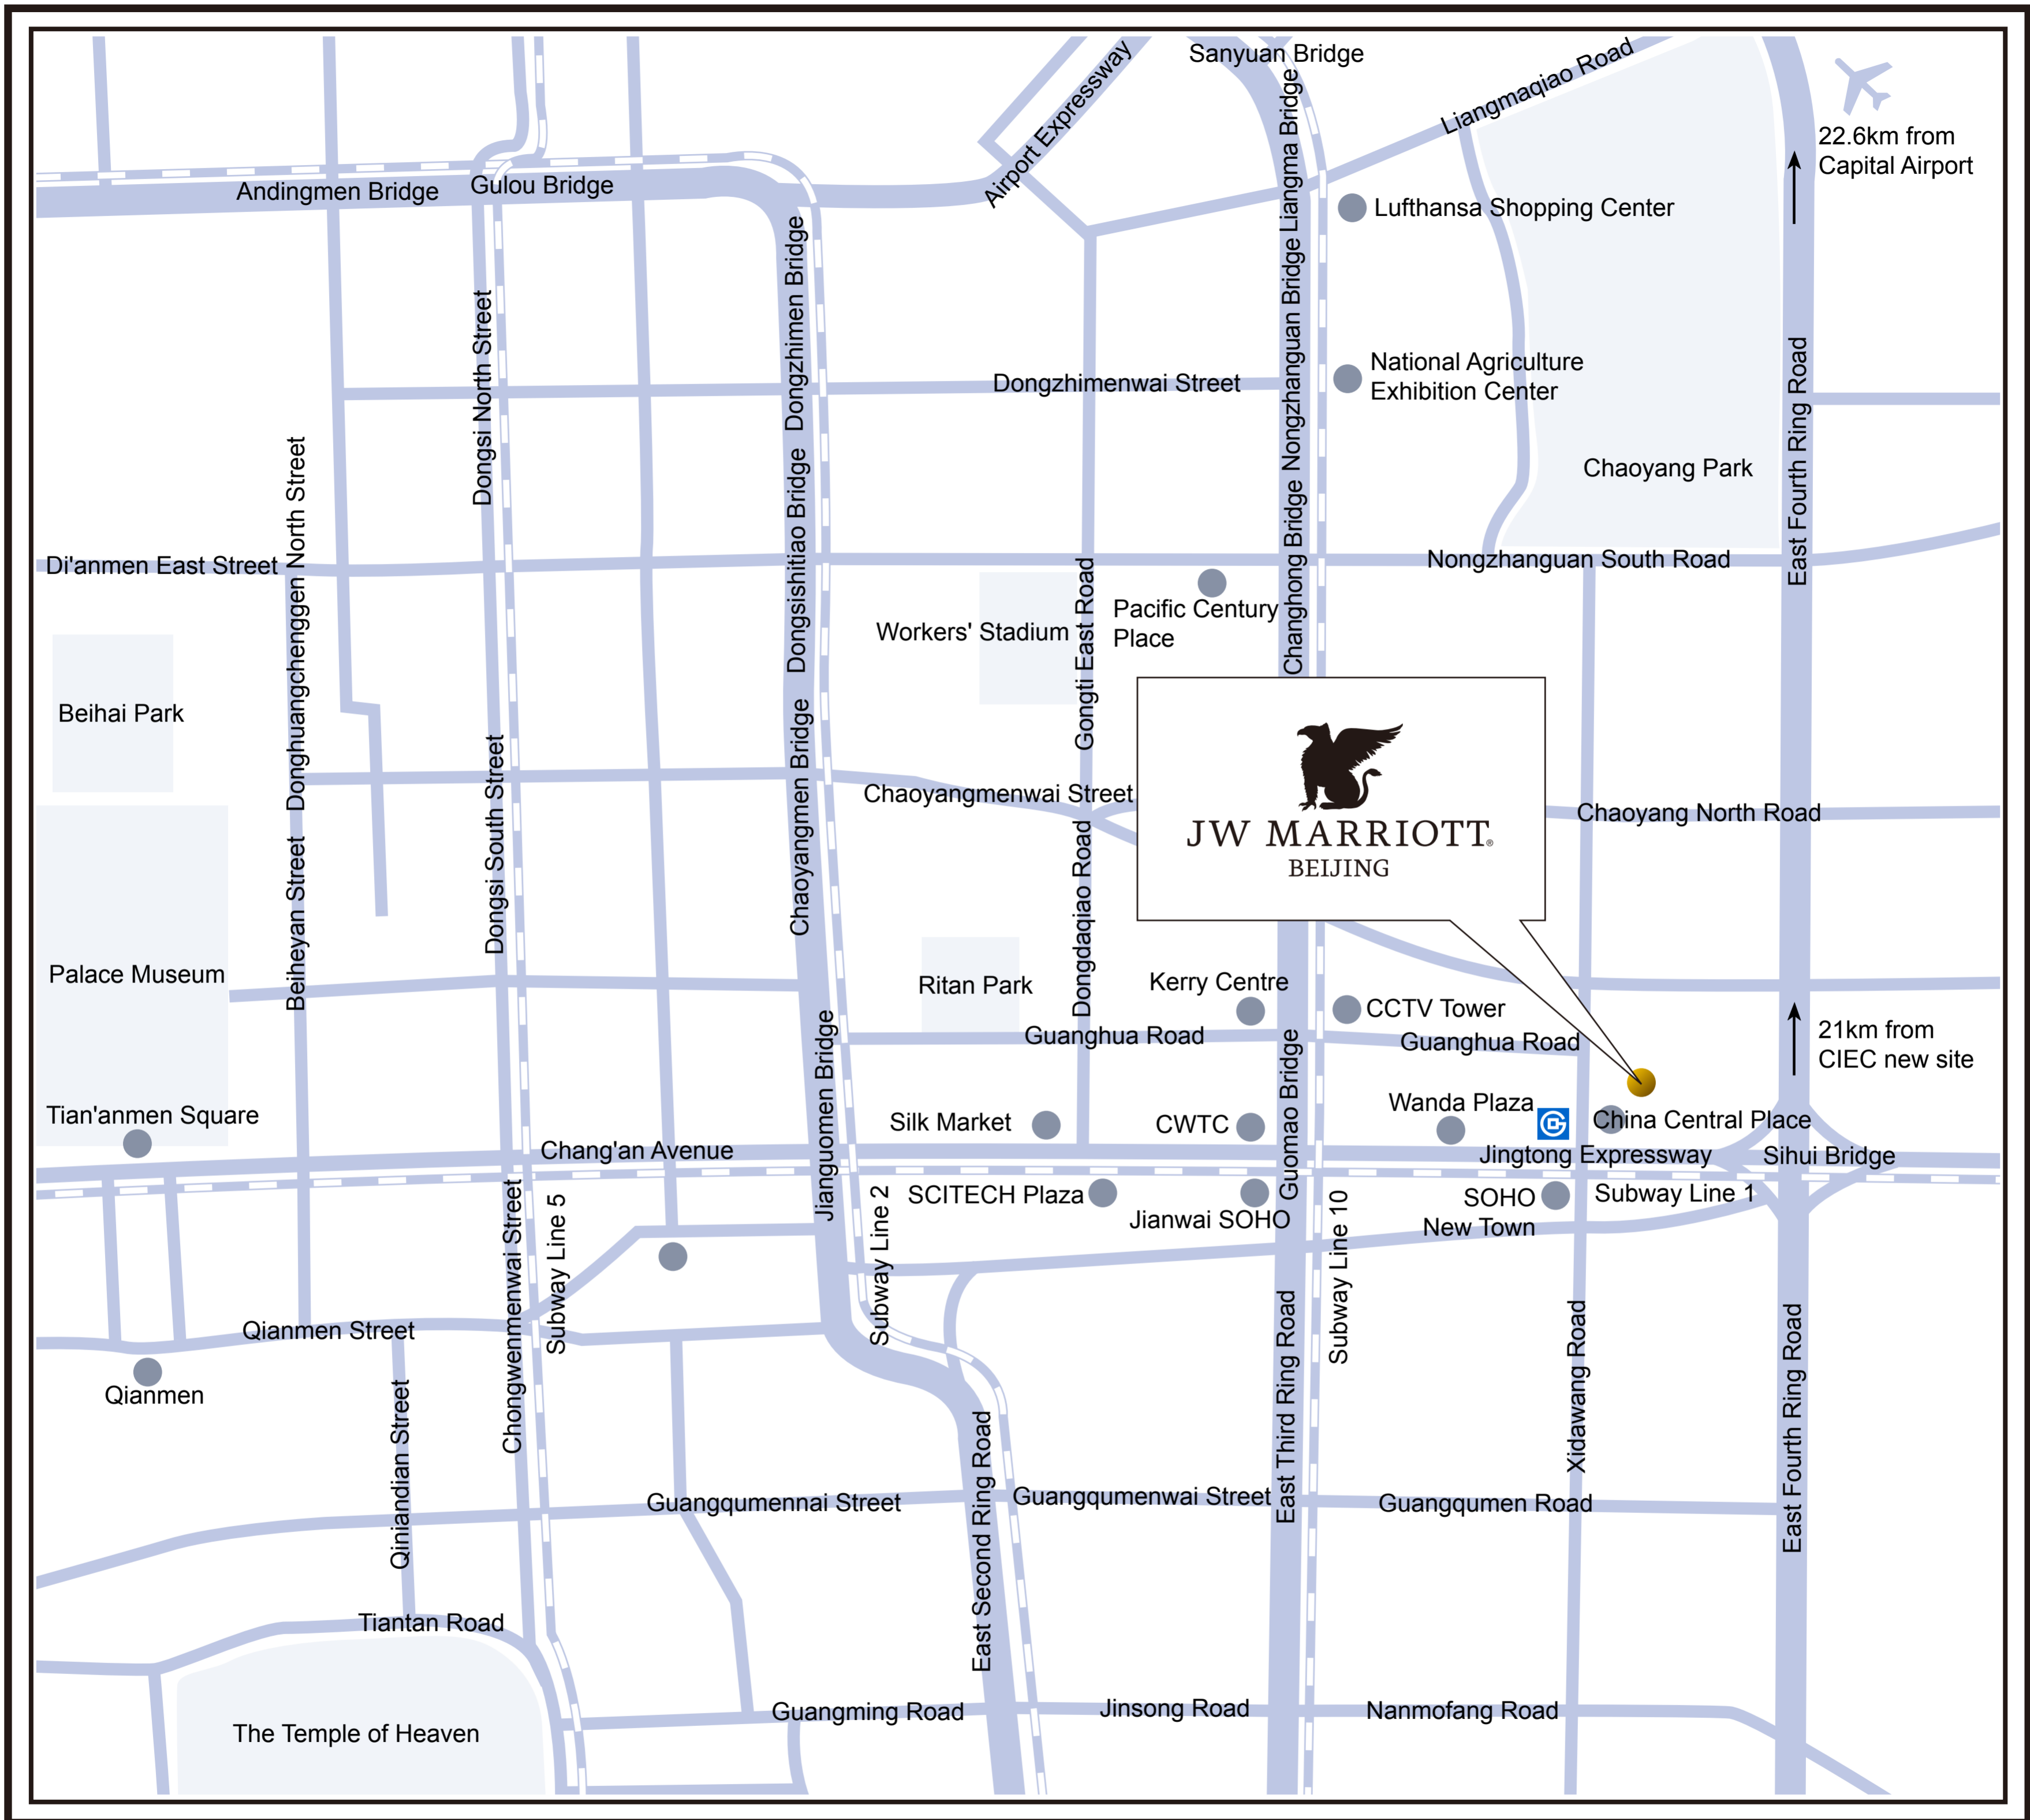 Sanyuan Bridge
Airport Expressway
Liangma Bridge
Liangmaqiao Road
22.6km from
Capital Airport
Andingmen Bridge
Gulou Bridge
Lufthansa Shopping Center
Dongzhimen Bridge
Nongzhanguan Bridge
Dongsi North Street
Dongzhimenwai Street
National Agriculture
Exhibition Center
East Fourth Ring Road
Chaoyang Park
Donghuangchenggen North Street
Dongsishitiao Bridge
Changhong Bridge
Di'anmen East Street
Nongzhanguan South Road
Gongti East Road
Pacific Century
Place
Workers' Stadium
Beihai Park
Chaoyangmen Bridge
Dongsi South Street
Chaoyangmenwai Street
JW MARRIOTT®
BEIJING
Chaoyang North Road
Beiheyan Street
Dongdaqiao Road
Palace Museum
Ritan Park
Kerry Centre
CCTV Tower
Guanghua Road
Guanghua Road
21km from
CIEC new site
Jianguomen Bridge
Guomao Bridge
Tian'anmen Square
Silk Market
CWTC
Wanda Plaza
China Central Place
Chang'an Avenue
Jingtong Expressway
Sihui Bridge
SCITECH Plaza
Jianwai SOHO
SOHO
New Town
Subway Line 1
Chongwenmenwai Street
Subway Line 5
Subway Line 2
Subway Line 10
Qianmen Street
Qianmen
East Third Ring Road
Xidawang Road
East Fourth Ring Road
Qiniandian Street
East Second Ring Road
Guangqumennai Street
Guangqumenwai Street
Guangqumen Road
Tiantan Road
Guangming Road
Jinsong Road
Nanmofang Road
The Temple of Heaven